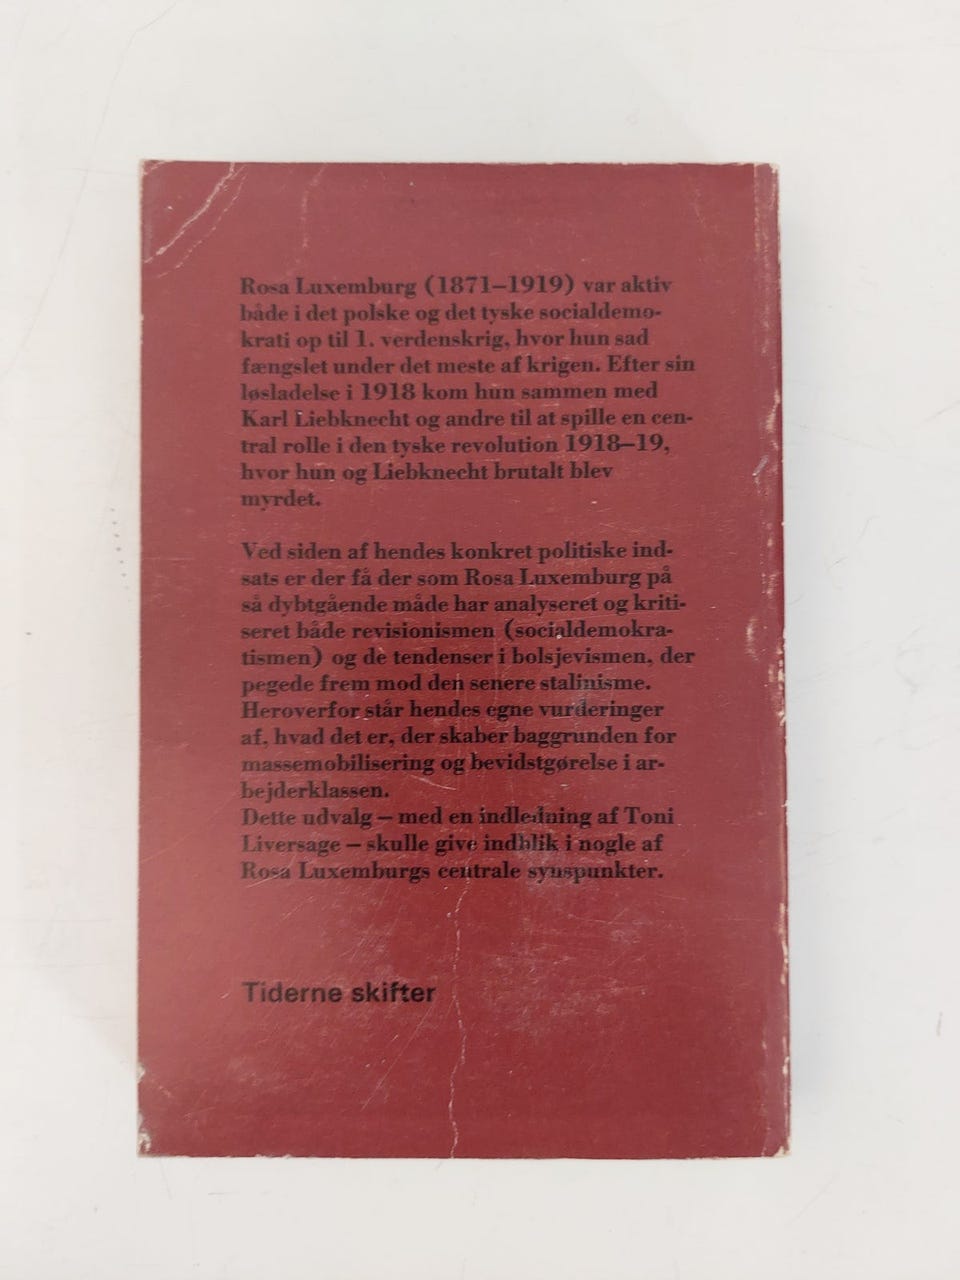 Rosa Luxemburg (1871–1919) var aktiv
både i det polske og det tyske socialdemo-
krati op til 1. verdenskrig, hvor hun sad
fængslet under det meste af krigen. Efter sin
løsladelse i 1918 kom hun sammen med
Karl Liebknecht og andre til at spille en cen-
tral rolle i den tyske revolution 1918–19,
hvor hun og Liebknecht brutalt blev
myrdet.
Ved siden af hendes konkret politiske ind-
sats er der få der som Rosa Luxemburg på
så dybtgående måde har analyseret og kriti-
seret både revisionismen (socialdemokra-
tismen) og de tendenser i bolsjevismen, der
pegede frem mod den senere stalinisme.
Heroverfor står hendes egne vurderinger
af, hvad det er, der skaber baggrunden for
massemobilisering og bevidstgørelse i ar-
bejderklassen.
Dette udvalg – med en indledning af Toni
Liversage – skulle give indblik i nogle af
Rosa Luxemburgs centrale synspunkter.
Tiderne skifter